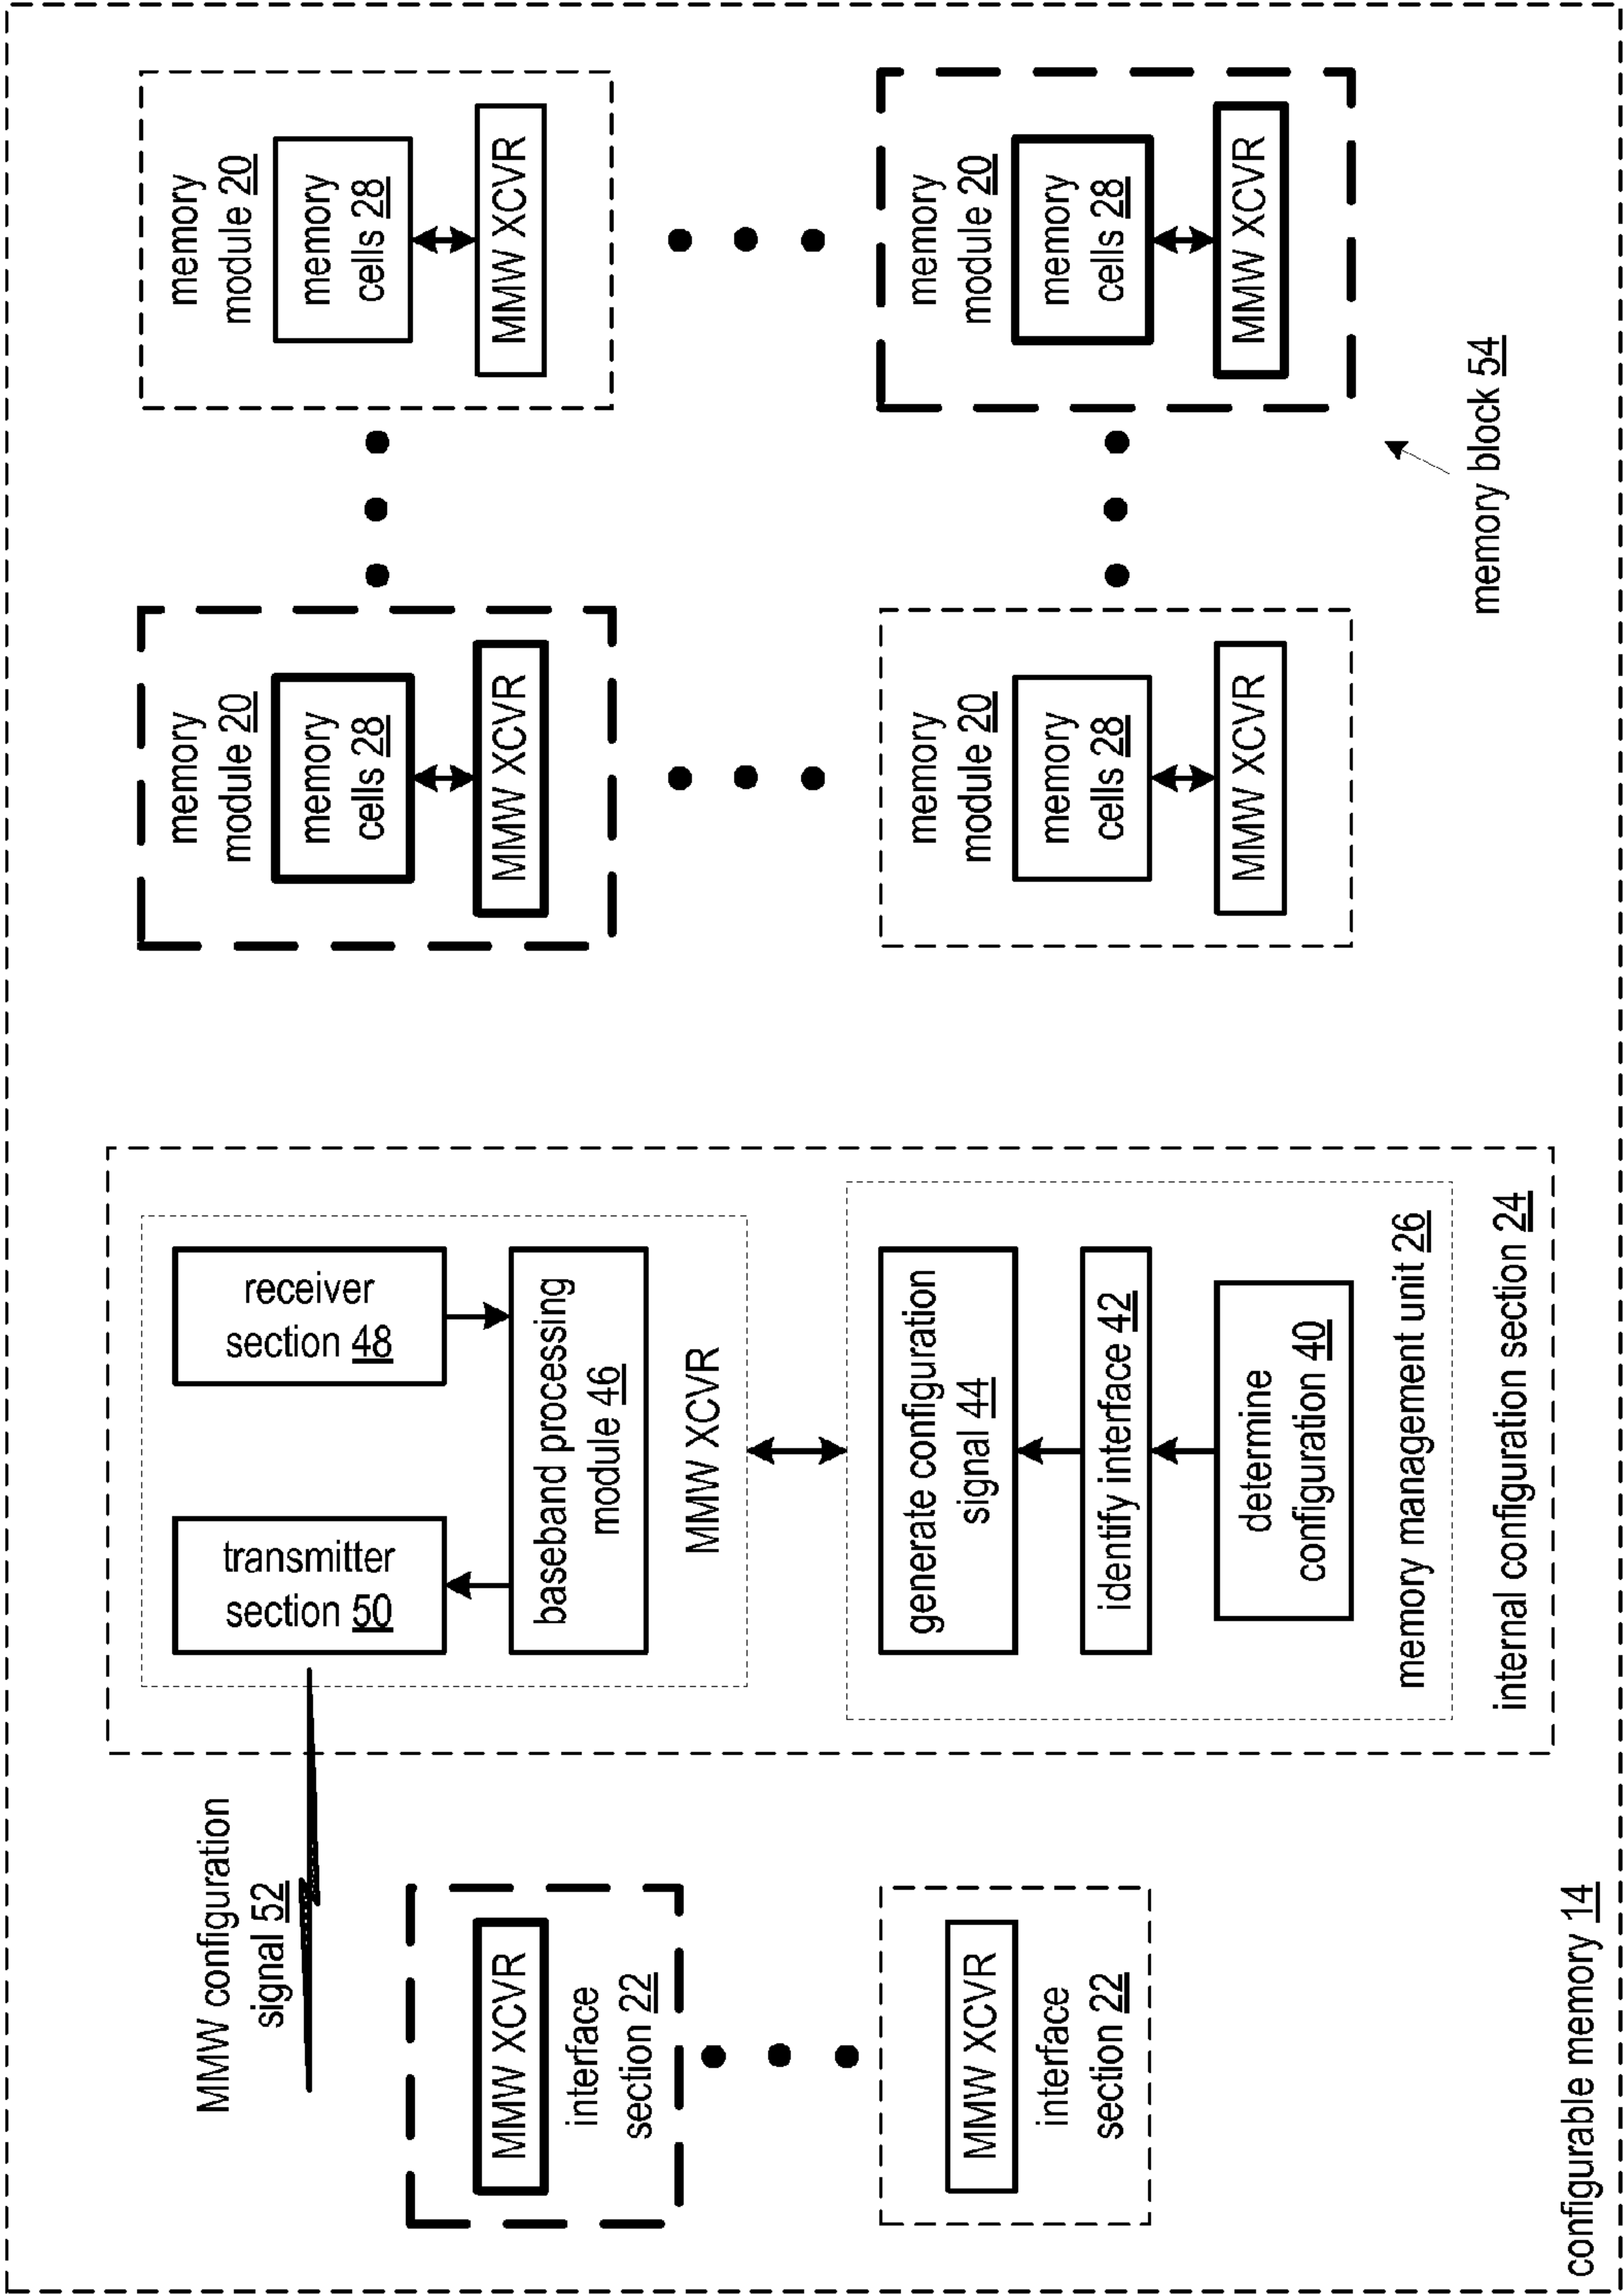 MMW configuration
signal 52
MMW XCVR
interface
section 22
MMW XCVR
interface
section 22
configurable memory 14
transmitter
section 50
receiver
section 48
baseband processing
module 46
MMW XCVR
generate configuration
signal 44
identify interface 42
determine
configuration 40
memory management unit 26
internal configuration section 24
memory
module 20
memory
cells 28
MMW XCVR
memory
module 20
memory
cells 28
MMW XCVR
memory
module 20
memory
cells 28
MMW XCVR
memory
module 20
memory
cells 28
MMW XCVR
memory block 54